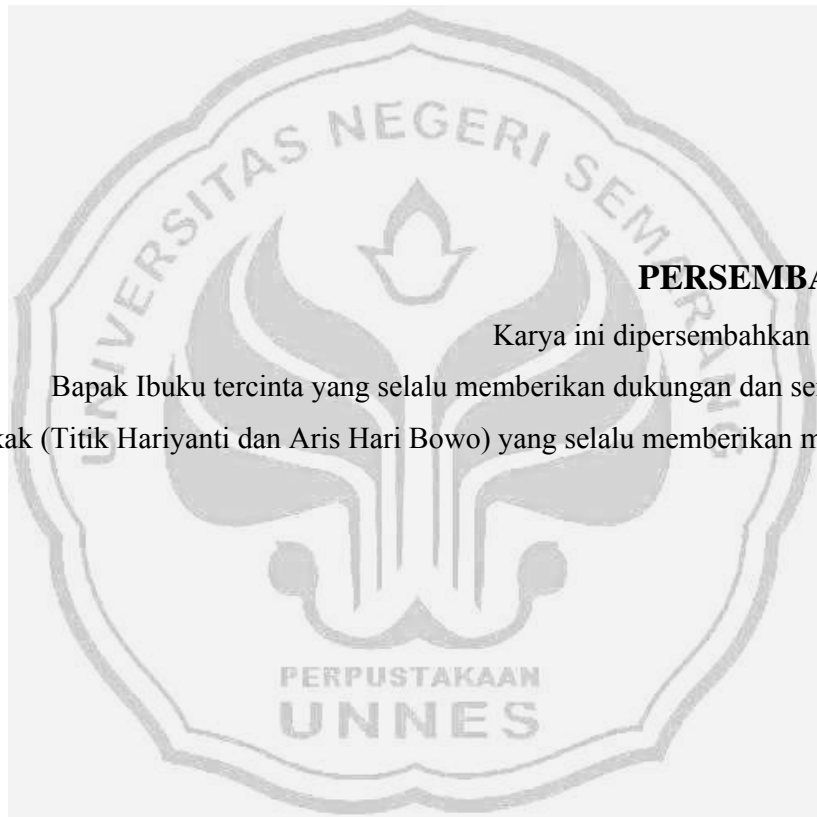 UNIVERSITAS NEGERI SEMARANG
PERSEMBA
Karya ini dipersembahkan
Bapak Ibuku tercinta yang selalu memberikan dukungan dan se
kak (Titik Hariyanti dan Aris Hari Bowo) yang selalu memberikan m
PERPUSTAKAAN
UNNES